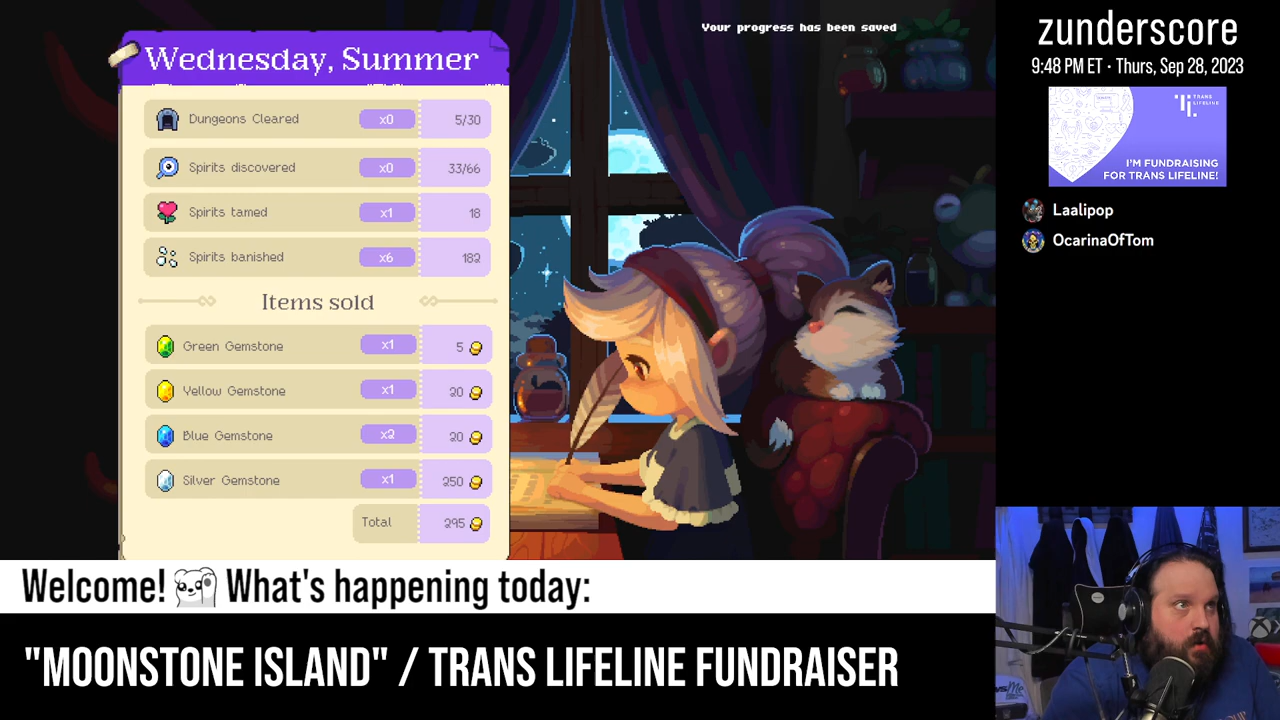 Your progress has been saved
Wednesday, Summer
Dungeons Cleared x0 5/30
Spirits discovered x0 33/66
Spirits tamed x1 18
Spirits banished x6 182
Items sold
Green Gemstone x1 5
Yellow Gemstone x1 20
Blue Gemstone x2 20
Silver Gemstone x1 250
Total 295
zunderscore
9:48 PM ET · Thurs, Sep 28, 2023
TRANS
LIFELINE
I'M FUNDRAISING
FOR TRANS LIFELINE!
Laalipop
OcarinaOfTom
Welcome! What's happening today:
"MOONSTONE ISLAND" / TRANS LIFELINE FUNDRAISER